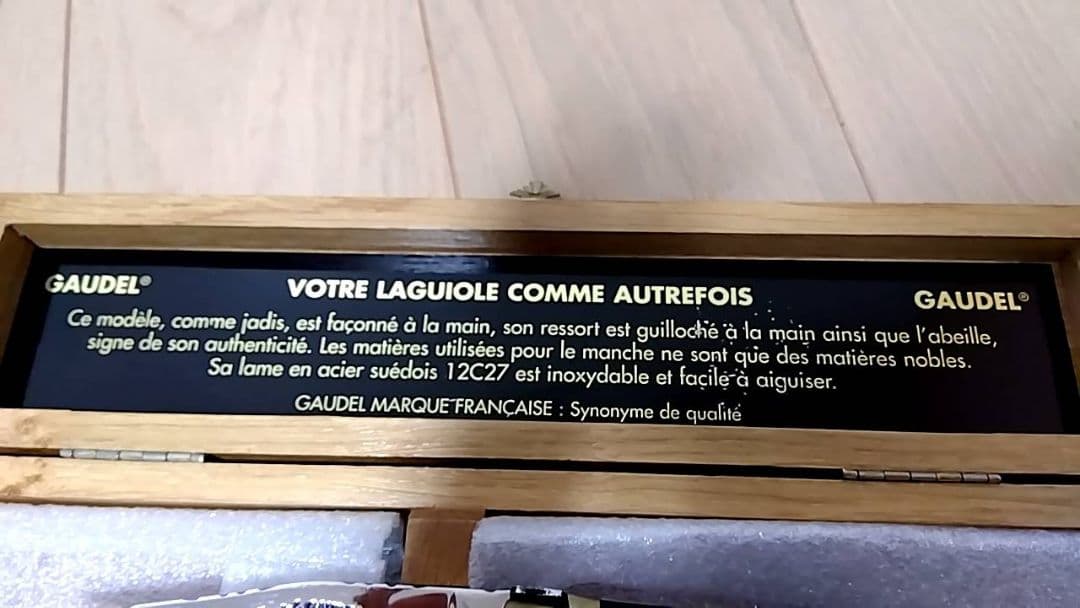 GAUDEL® VOTRE LAGUIOLE COMME AUTREFOIS GAUDEL®
Ce modèle, comme jadis, est façonné à la main, son ressort est guilloché à la main ainsi que l'abeille,
signe de son authenticité. Les matières utilisées pour le manche ne sont que des matières nobles.
Sa lame en acier suédois 12C27 est inoxydable et facile à aiguiser.
GAUDEL MARQUE FRANÇAISE : Synonyme de qualité